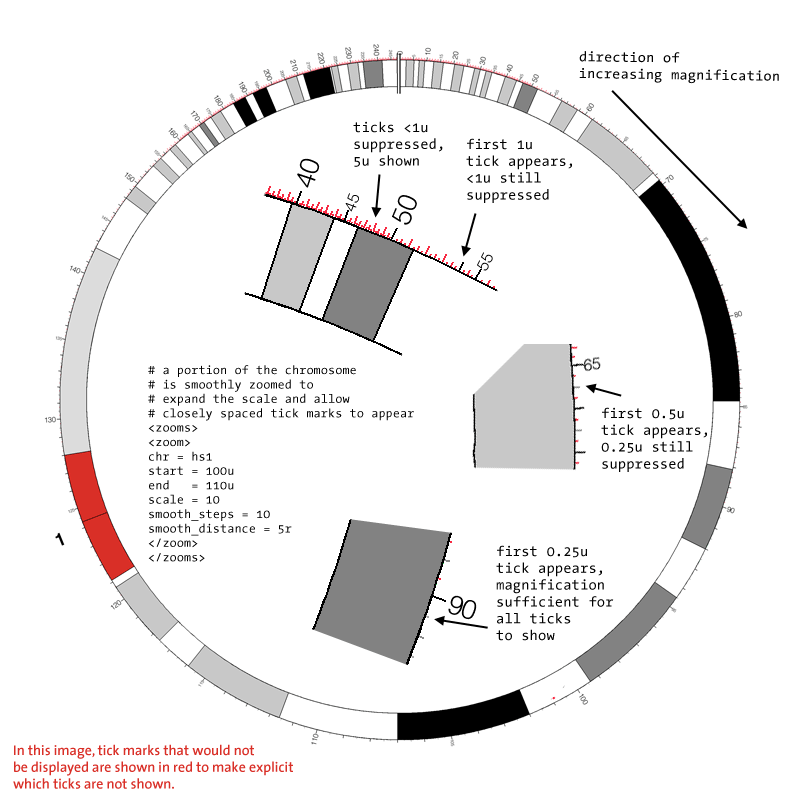 direction of
increasing magnification
ticks <1u
suppressed,
5u shown
first 1u
tick appears,
<1u still
suppressed
40
45
50
55
65
first 0.5u
tick appears,
0.25u still
suppressed
# a portion of the chromosome
# is smoothly zoomed to
# expand the scale and allow
# closely spaced tick marks to appear
<zooms>
<zoom>
chr = hs1
start = 100u
end   = 110u
scale = 10
smooth_steps = 10
smooth_distance = 5r
</zoom>
</zooms>
first 0.25u
tick appears,
magnification
sufficient for
all ticks
to show
90
1
0
10
20
30
40
50
60
70
80
90
100
110
120
130
140
150
160
170
180
190
200
210
220
230
240
In this image, tick marks that would not
be displayed are shown in red to make explicit
which ticks are not shown.